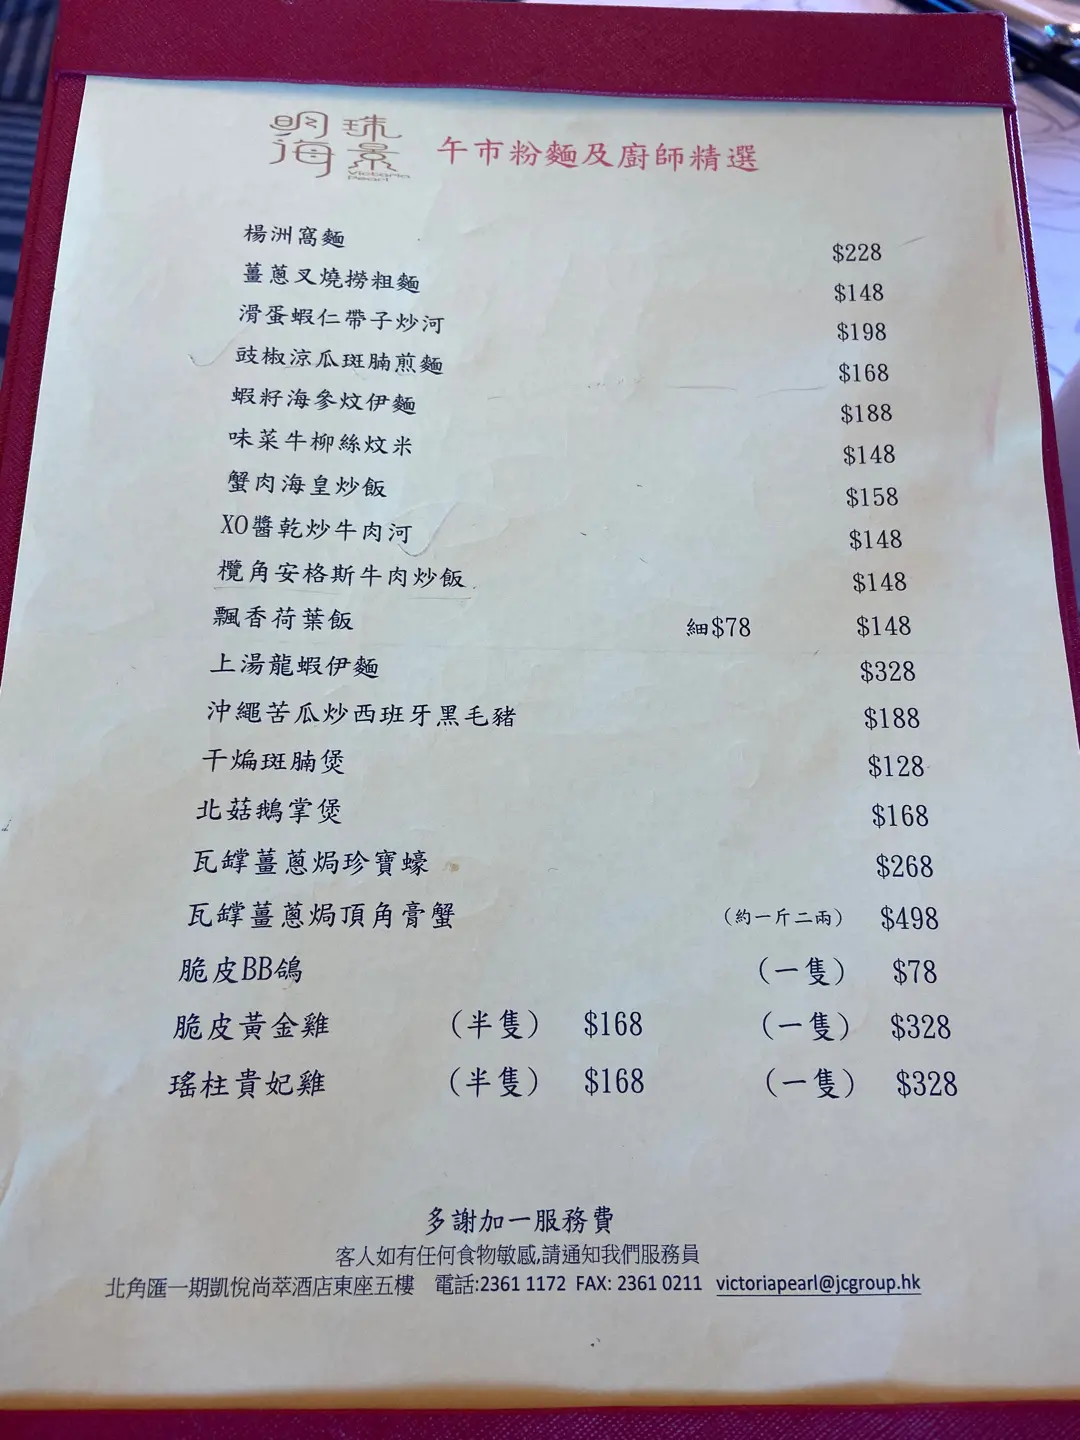 明珠
海景
Victoria
Pearl
午市粉麵及廚師精選
楊洲窩麵 $228
薑蔥叉燒撈粗麵 $148
滑蛋蝦仁帶子炒河 $198
豉椒涼瓜斑腩煎麵 $168
蝦籽海參炆伊麵 $188
味菜牛柳絲炆米 $148
蟹肉海皇炒飯 $158
XO醬乾炒牛肉河 $148
欖角安格斯牛肉炒飯 $148
飄香荷葉飯 細$78 $148
上湯龍蝦伊麵 $328
沖繩苦瓜炒西班牙黑毛豬 $188
干煸斑腩煲 $128
北菇鵝掌煲 $168
瓦罉薑蔥焗珍寶蠔 $268
瓦罉薑蔥焗頂角膏蟹 (約一斤二兩) $498
脆皮BB鴿 (一隻) $78
脆皮黃金雞 (半隻) $168 (一隻) $328
瑤柱貴妃雞 (半隻) $168 (一隻) $328
多謝加一服務費
客人如有任何食物敏感,請通知我們服務員
北角匯一期凱悅尚萃酒店東座五樓 電話:2361 1172 FAX: 2361 0211 victoriapearl@jcgroup.hk